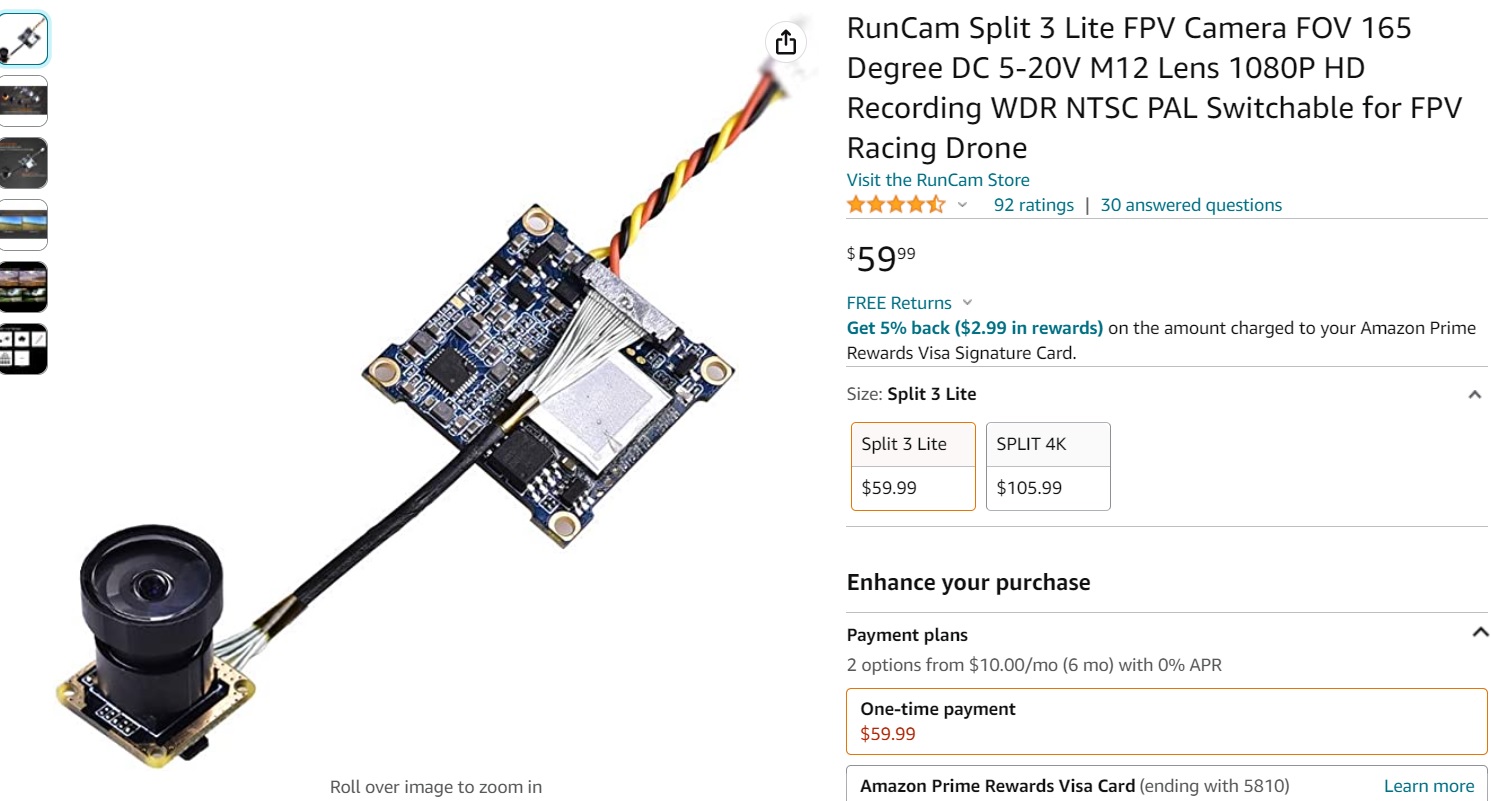 RunCam Split 3 Lite FPV Camera FOV 165
Degree DC 5-20V M12 Lens 1080P HD
Recording WDR NTSC PAL Switchable for FPV
Racing Drone
Visit the RunCam Store
92 ratings | 30 answered questions
$5999
FREE Returns
Get 5% back ($2.99 in rewards) on the amount charged to your Amazon Prime
Rewards Visa Signature Card.
Size: Split 3 Lite
Split 3 Lite SPLIT 4K
$59.99 $105.99
Enhance your purchase
Payment plans
2 options from $10.00/mo (6 mo) with 0% APR
One-time payment
$59.99
Amazon Prime Rewards Visa Card (ending with 5810) Learn more
Roll over image to zoom in